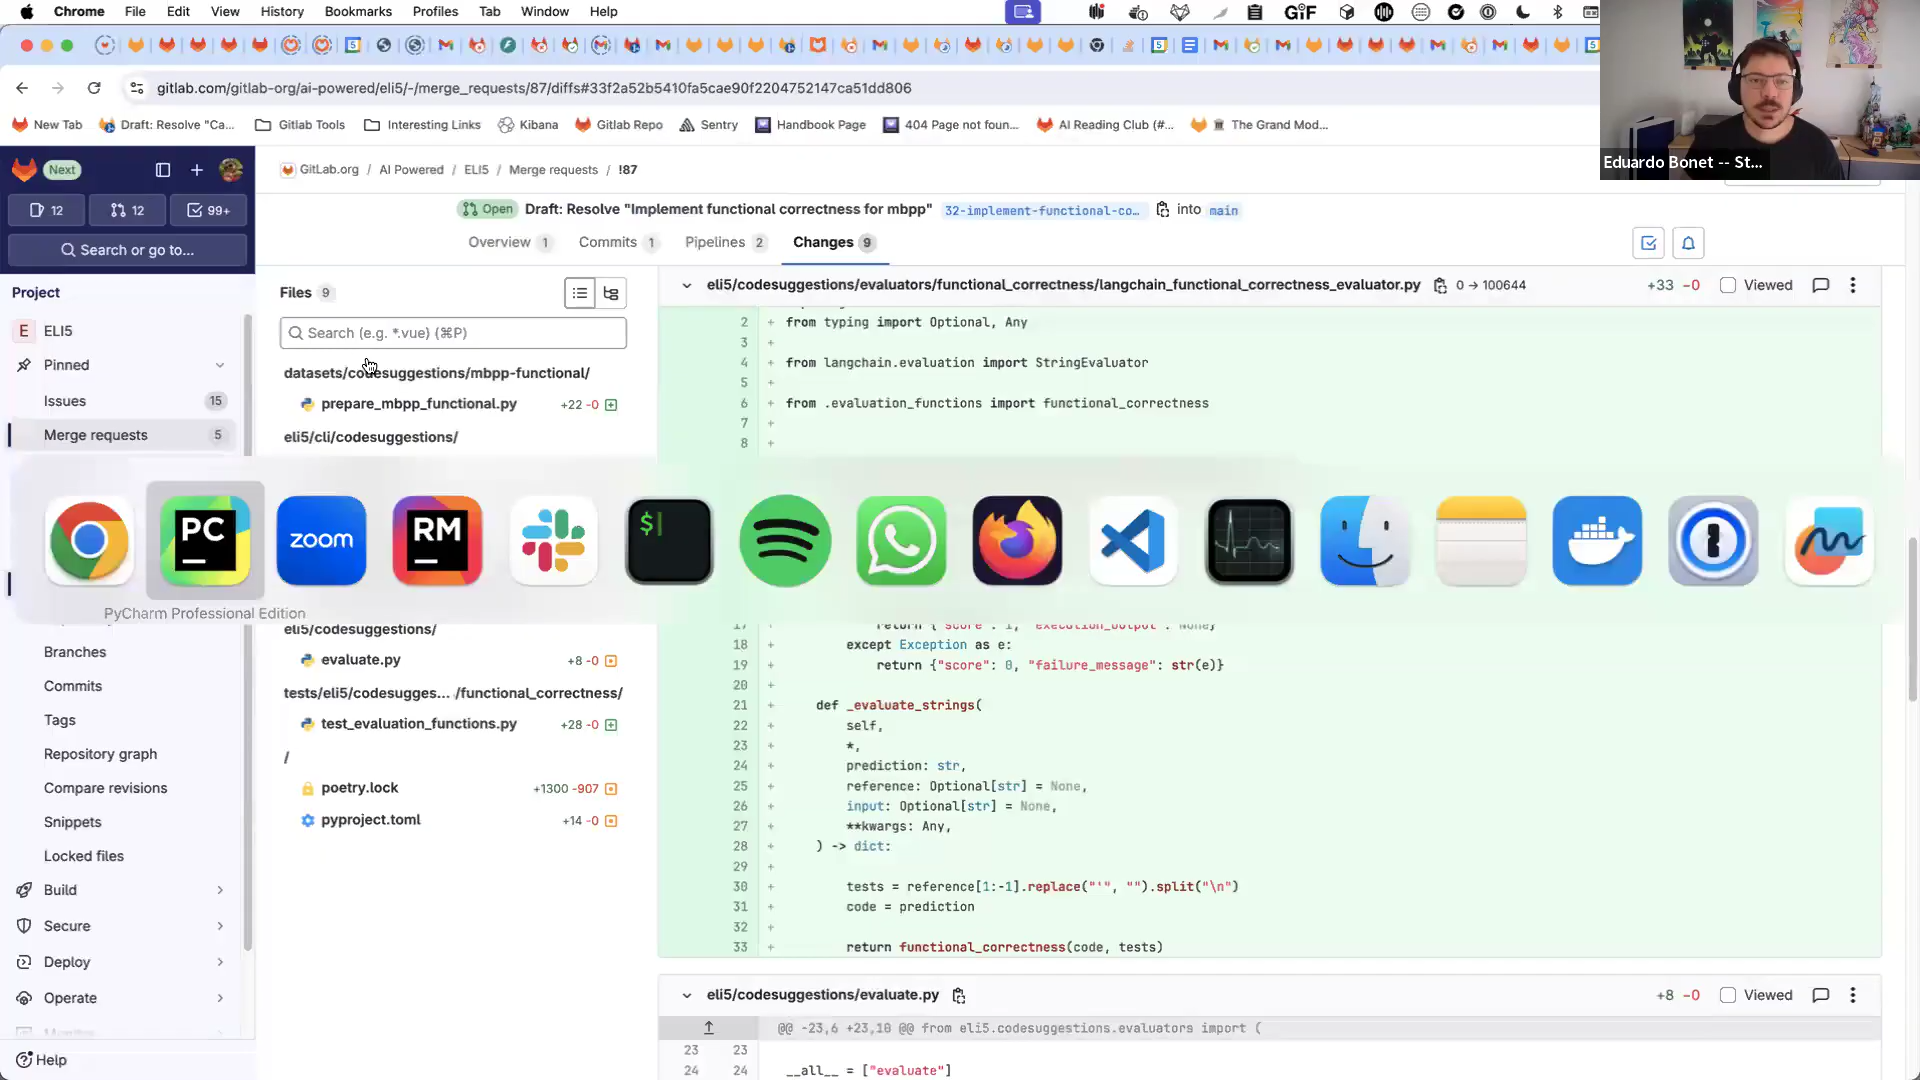 Chrome File Edit View History Bookmarks Profiles Tab Window Help
GIF
gitlab.com/gitlab-org/ai-powered/eli5/-/merge_requests/87/diffs#33f2a52b5410fa5cae90f2204752147ca51dd806
New Tab Draft: Resolve "Ca... Gitlab Tools Interesting Links Kibana Gitlab Repo Sentry Handbook Page 404 Page not foun... AI Reading Club (#... The Grand Mod...
Eduardo Bonet -- St...
Next
12 12 99+
Search or go to...
Project
E ELI5
Pinned
Issues 15
Merge requests 5
Branches
Commits
Tags
Repository graph
Compare revisions
Snippets
Locked files
Build
Secure
Deploy
Operate
Help
GitLab.org / AI Powered / ELI5 / Merge requests / !87
Open Draft: Resolve "Implement functional correctness for mbpp" 32-implement-functional-co… into main
Overview 1 Commits 1 Pipelines 2 Changes 9
Files 9
Search (e.g. *.vue) (⌘P)
datasets/codesuggestions/mbpp-functional/
prepare_mbpp_functional.py +22 -0
eli5/cli/codesuggestions/
PC zoom RM $
PyCharm Professional Edition
eli5/codesuggestions/
evaluate.py +8 -0
tests/eli5/codesugges… /functional_correctness/
test_evaluation_functions.py +28 -0
/
poetry.lock +1300 -907
pyproject.toml +14 -0
eli5/codesuggestions/evaluators/functional_correctness/langchain_functional_correctness_evaluator.py 0 → 100644 +33 −0 Viewed
2 + from typing import Optional, Any
3 +
4 + from langchain.evaluation import StringEvaluator
5 +
6 + from .evaluation_functions import functional_correctness
7 +
8 +
17 return {"score": 1, "execution_output": None}
18 + except Exception as e:
19 + return {"score": 0, "failure_message": str(e)}
20 +
21 + def _evaluate_strings(
22 + self,
23 + *,
24 + prediction: str,
25 + reference: Optional[str] = None,
26 + input: Optional[str] = None,
27 + **kwargs: Any,
28 + ) -> dict:
29 +
30 + tests = reference[1:-1].replace("'", "").split("\n")
31 + code = prediction
32 +
33 + return functional_correctness(code, tests)
eli5/codesuggestions/evaluate.py +8 −0 Viewed
@@ -23,6 +23,10 @@ from eli5.codesuggestions.evaluators import (
23 23
24 24 __all__ = ["evaluate"]